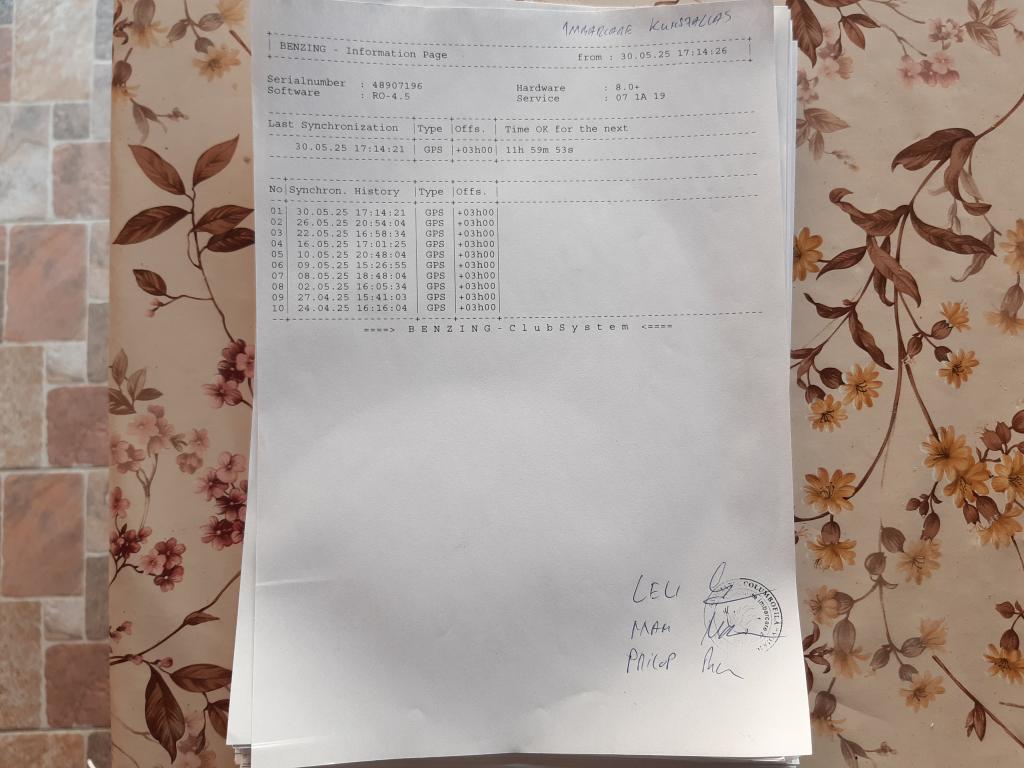 IMBARCARE KUNSTALLAS
BENZING - Information Page from : 30.05.25 17:14:26
Serialnumber : 48907196 Hardware : 8.0+
Software : RO-4.5 Service : 07 1A 19
Last Synchronization |Type |Offs. | Time OK for the next
30.05.25 17:14:21 | GPS |+03h00| 11h 59m 53s
No|Synchron. History |Type |Offs. |
01| 30.05.25 17:14:21 | GPS |+03h00|
02| 26.05.25 20:54:04 | GPS |+03h00|
03| 22.05.25 16:58:34 | GPS |+03h00|
04| 16.05.25 17:01:25 | GPS |+03h00|
05| 10.05.25 20:48:04 | GPS |+03h00|
06| 09.05.25 15:26:55 | GPS |+03h00|
07| 08.05.25 18:48:04 | GPS |+03h00|
08| 02.05.25 16:05:34 | GPS |+03h00|
09| 27.04.25 15:41:03 | GPS |+03h00|
10| 24.04.25 16:16:04 | GPS |+03h00|
====> B E N Z I N G - C l u b S y s t e m <====
LELI
COLUMBOFILA
Imbarcare
MAH
PRICOP